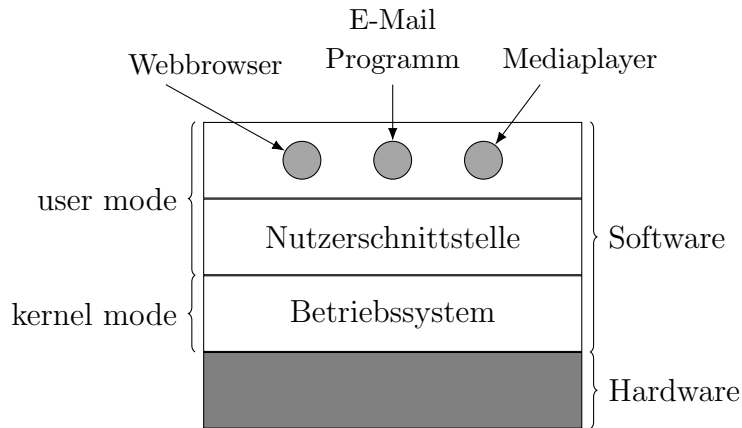 E-Mail
Webbrowser Programm Mediaplayer
user mode
Nutzerschnittstelle
Software
kernel mode
Betriebssystem
Hardware